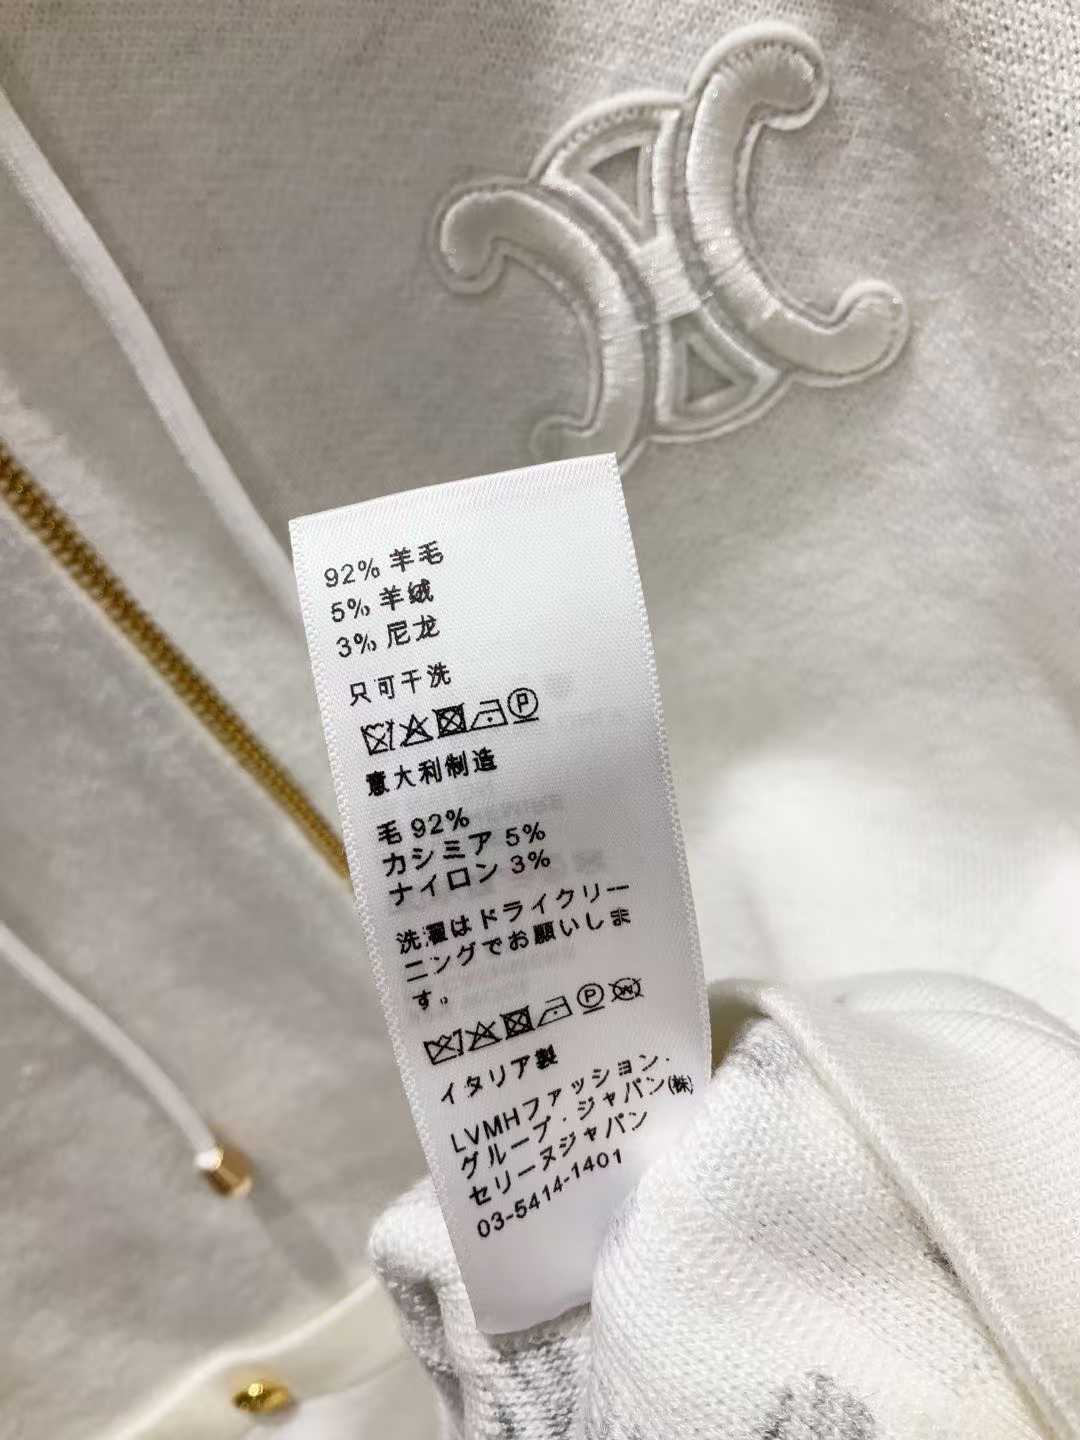 92% 羊毛
5% 羊绒
3% 尼龙
只可干洗
P
意大利制造
毛 92%
カシミア 5%
ナイロン 3%
洗濯はドライクリー
ニングでお願いしま
す。
P W
イタリア製
LVMHファッション.
グループ・ジャパン(株)
セリーヌジャパン
03-5414-1401